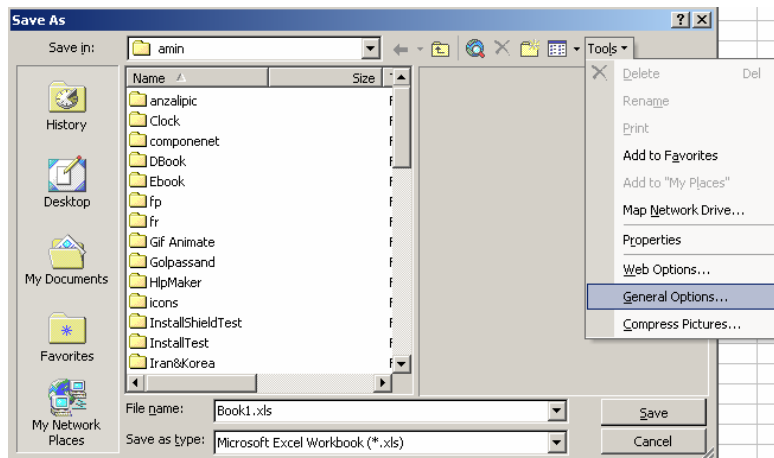 Save As
Save in: amin Tools
Name Size
anzalipic
Clock
componenet
DBook
Ebook
fp
fr
Gif Animate
Golpassand
HlpMaker
icons
InstallShieldTest
InstallTest
Iran&Korea
History
Desktop
My Documents
Favorites
My Network
Places
Delete Del
Rename
Print
Add to Favorites
Add to "My Places"
Map Network Drive...
Properties
Web Options...
General Options...
Compress Pictures...
File name: Book1.xls Save
Save as type: Microsoft Excel Workbook (*.xls) Cancel